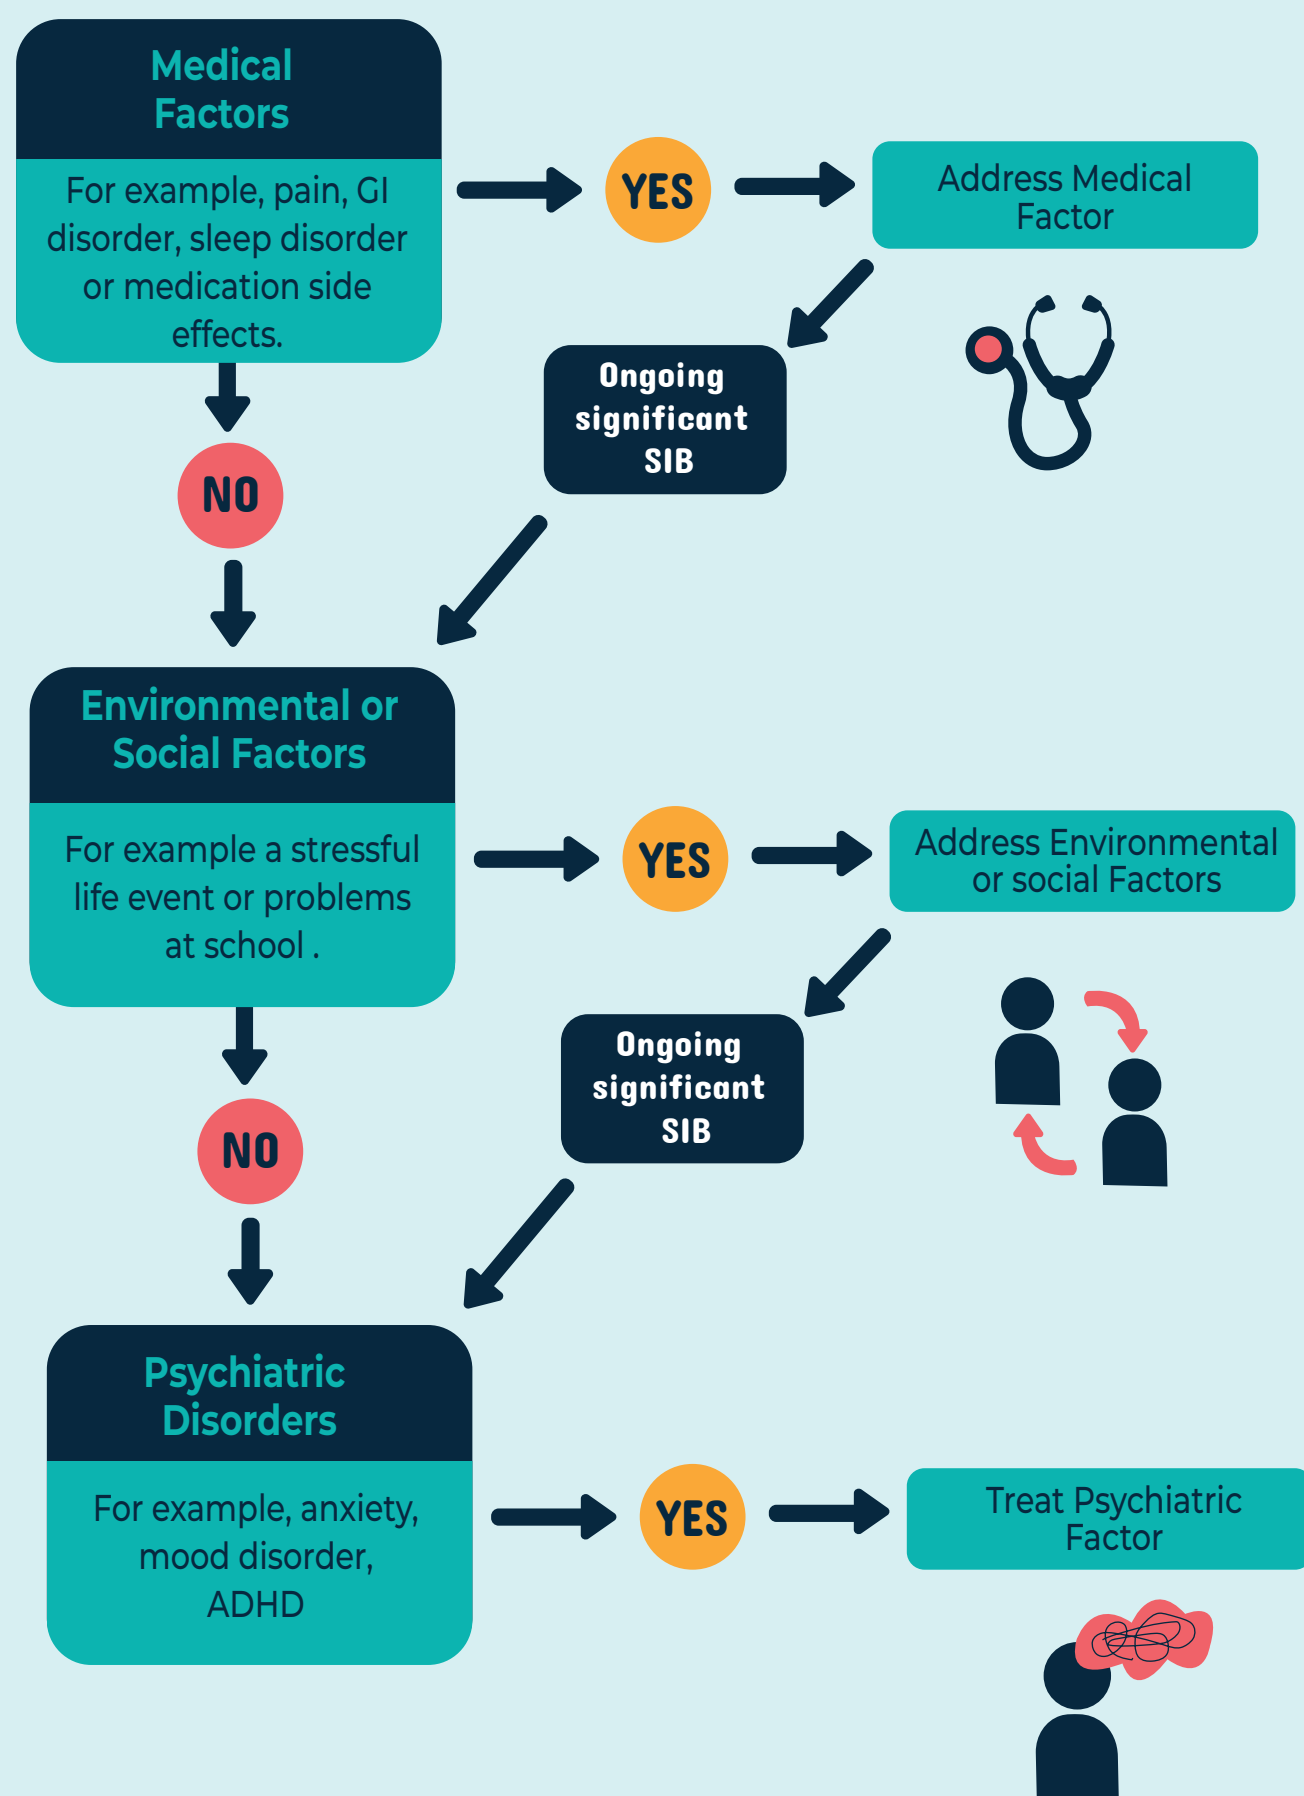 Medical
Factors
For example, pain, GI
disorder, sleep disorder
or medication side
effects.
YES
Address Medical
Factor
Ongoing
significant
SIB
NO
Environmental or
Social Factors
For example a stressful
life event or problems
at school .
YES
Address Environmental
or social Factors
Ongoing
significant
SIB
NO
Psychiatric
Disorders
For example, anxiety,
mood disorder,
ADHD
YES
Treat Psychiatric
Factor